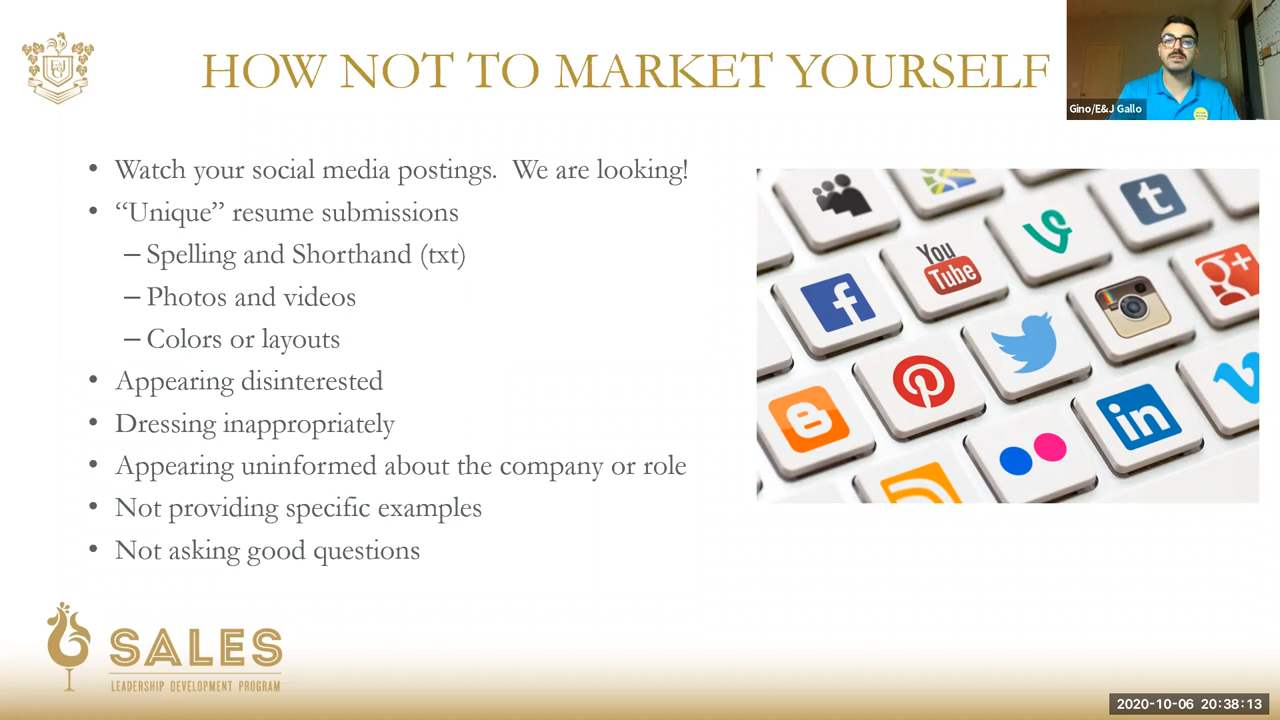 HOW NOT TO MARKET YOURSELF
Gino/E&J Gallo
• Watch your social media postings.  We are looking!
• “Unique” resume submissions
– Spelling and Shorthand (txt)
– Photos and videos
– Colors or layouts
• Appearing disinterested
• Dressing inappropriately
• Appearing uninformed about the company or role
• Not providing specific examples
• Not asking good questions
You
Tube
t
f
g+
in
SALES
LEADERSHIP DEVELOPMENT PROGRAM
2020-10-06 20:38:13